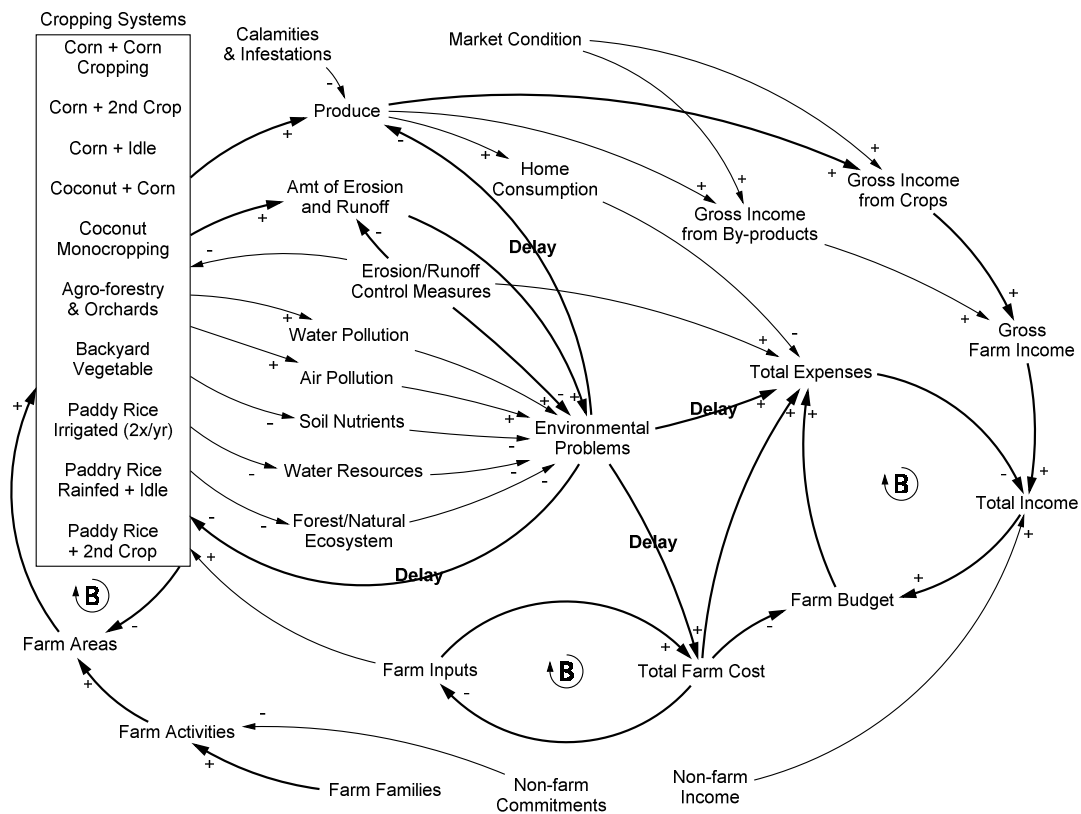 Cropping Systems
Corn + Corn
Cropping
Corn + 2nd Crop
Corn + Idle
Coconut + Corn
Coconut
Monocropping
Agro-forestry
& Orchards
Backyard
Vegetable
Paddy Rice
Irrigated (2x/yr)
Paddry Rice
Rainfed + Idle
Paddy Rice
+ 2nd Crop
Calamities
& Infestations
Market Condition
-
Produce
+
-
+
+
+
+
+
Home
Consumption
Gross Income
from Crops
Amt of Erosion
and Runoff
+
-
Gross Income
from By-products
Delay
-
Erosion/Runoff
Control Measures
+
+
+
Water Pollution
-
+
Gross
Farm Income
+
Air Pollution
Total Expenses
+
-
+
+
-
Soil Nutrients
+
Delay
+
+
+
-
Environmental
Problems
-
Water Resources
-
-
-
+
B
Total Income
+
-
Forest/Natural
Ecosystem
-
+
Delay
Delay
B
+
Farm Budget
-
-
Farm Areas
+
+
Farm Inputs
-
B
Total Farm Cost
+
Farm Activities
-
+
Farm Families
Non-farm
Commitments
Non-farm
Income